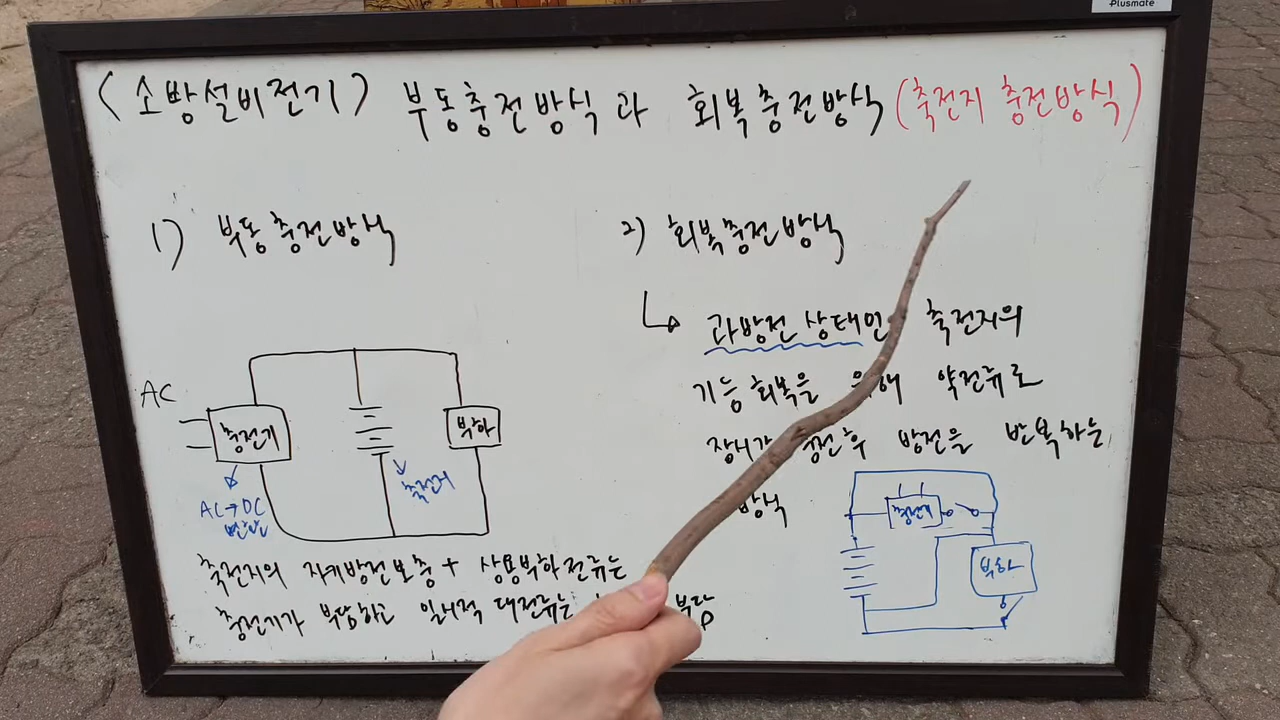 Plusmate
<소방설비전기> 부동충전방식과 회복충전방식 (축전지 충전방식)
1) 부동충전방식
AC
충전기
부하
축전지
AC→DC
변환
축전지의 자기방전보충 + 상용부하전류는
충전기가 부담하고 일시적 대전류는 부담
2) 회복충전방식
↳ 과방전 상태인 축전지의
기능 회복을 위해 약전류로
장시간 충전후 방전을 반복하는
방식
충전기
부하